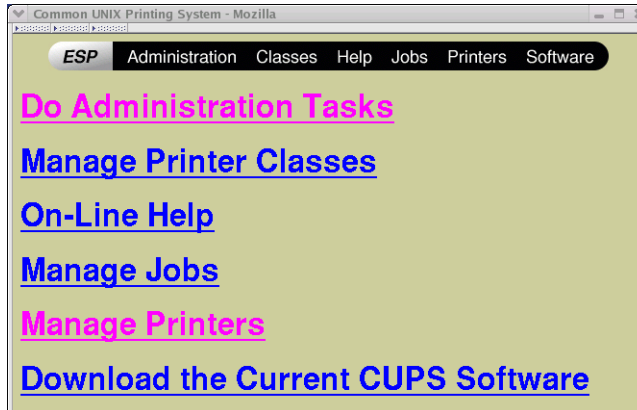 Common UNIX Printing System - Mozilla
ESP Administration Classes Help Jobs Printers Software
Do Administration Tasks
Manage Printer Classes
On-Line Help
Manage Jobs
Manage Printers
Download the Current CUPS Software